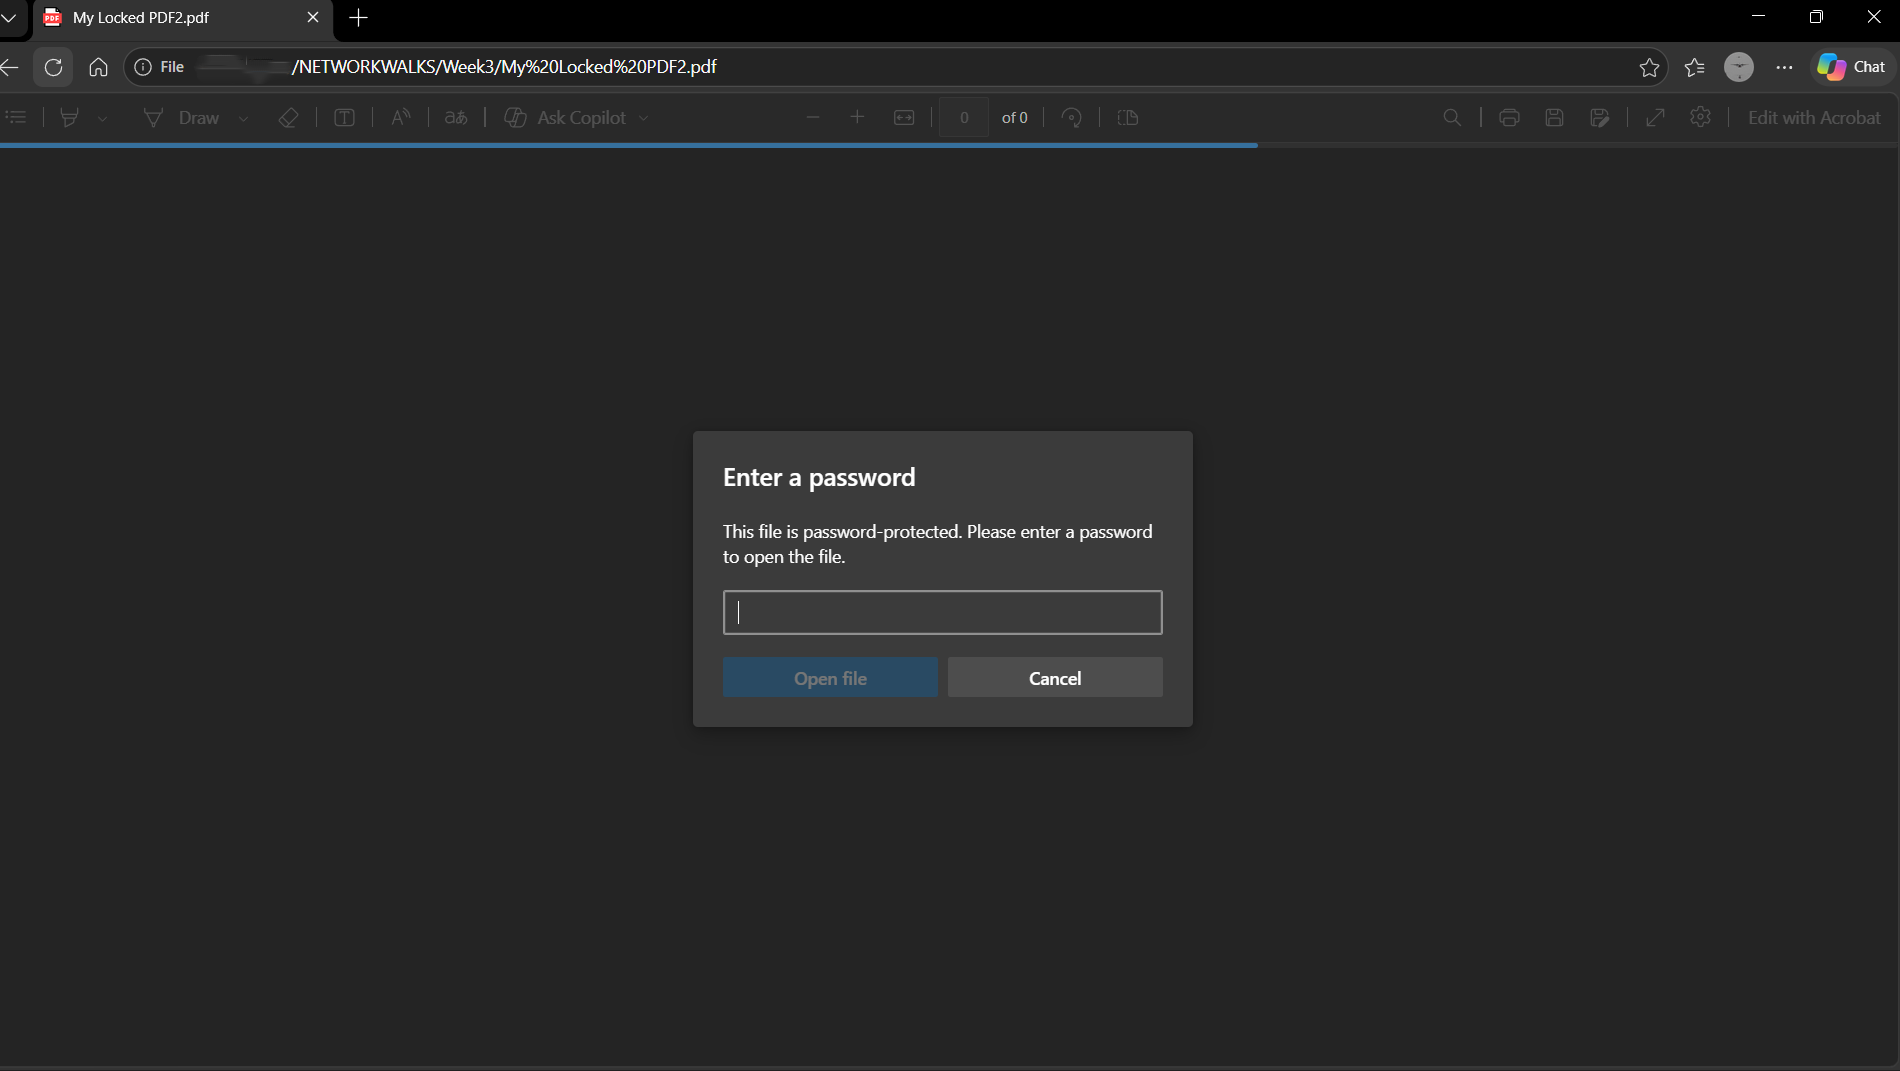 My Locked PDF2.pdf
File /NETWORKWALKS/Week3/My%20Locked%20PDF2.pdf
Chat
Draw
aあ
Ask Copilot
0 of 0
Edit with Acrobat
Enter a password
This file is password-protected. Please enter a password
to open the file.
Open file
Cancel